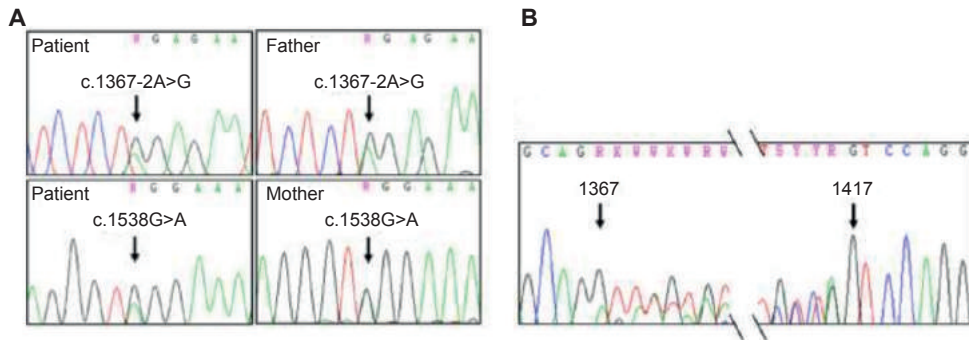 A
B
Patient
R G A G A A
c.1367-2A>G
Father
R G A G A A
c.1367-2A>G
Patient
R G G A A A
c.1538G>A
Mother
R G G A A A
c.1538G>A
G C A G R K W W K W R W
Y S Y Y R G T C C A G G
1367
1417